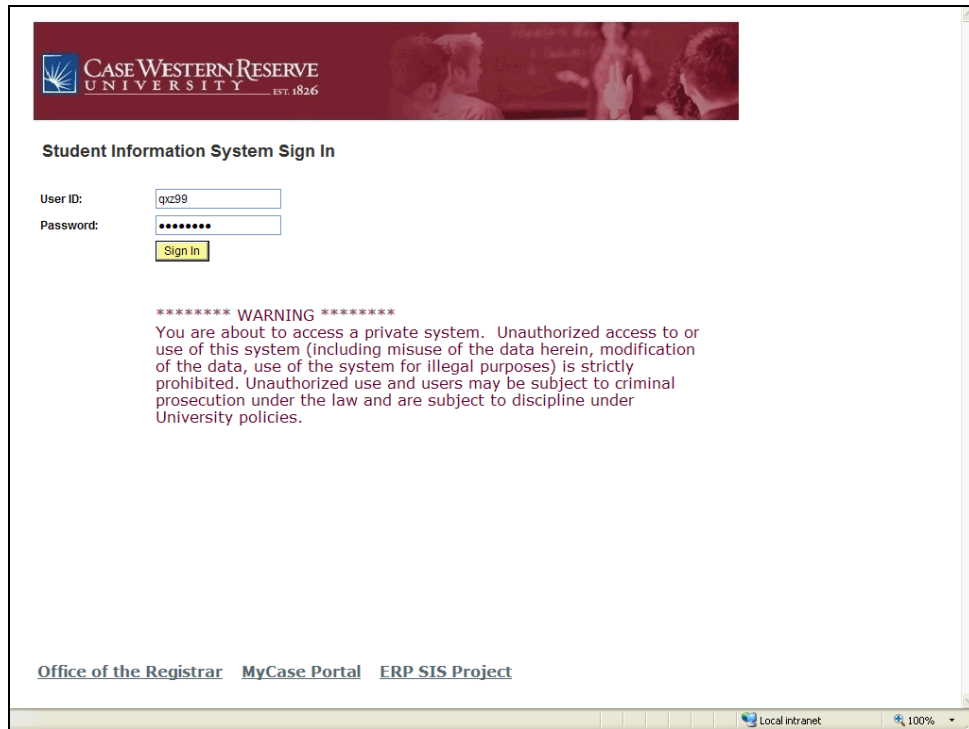 CASE WESTERN RESERVE
UNIVERSITY EST. 1826
Student Information System Sign In
User ID: qxz99
Password: ••••••••
Sign In
******** WARNING ********
You are about to access a private system.  Unauthorized access to or
use of this system (including misuse of the data herein, modification
of the data, use of the system for illegal purposes) is strictly
prohibited. Unauthorized use and users may be subject to criminal
prosecution under the law and are subject to discipline under
University policies.
Office of the Registrar MyCase Portal ERP SIS Project
Local intranet 100%